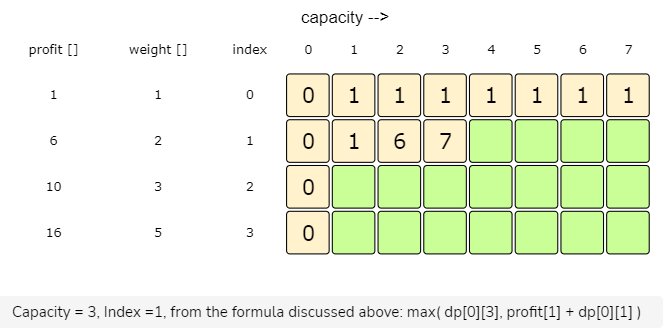 capacity -->
profit [] weight [] index 0 1 2 3 4 5 6 7
1 1 0 0 1 1 1 1 1 1 1
6 2 1 0 1 6 7
10 3 2 0
16 5 3 0
Capacity = 3, Index =1, from the formula discussed above: max( dp[0][3], profit[1] + dp[0][1] )